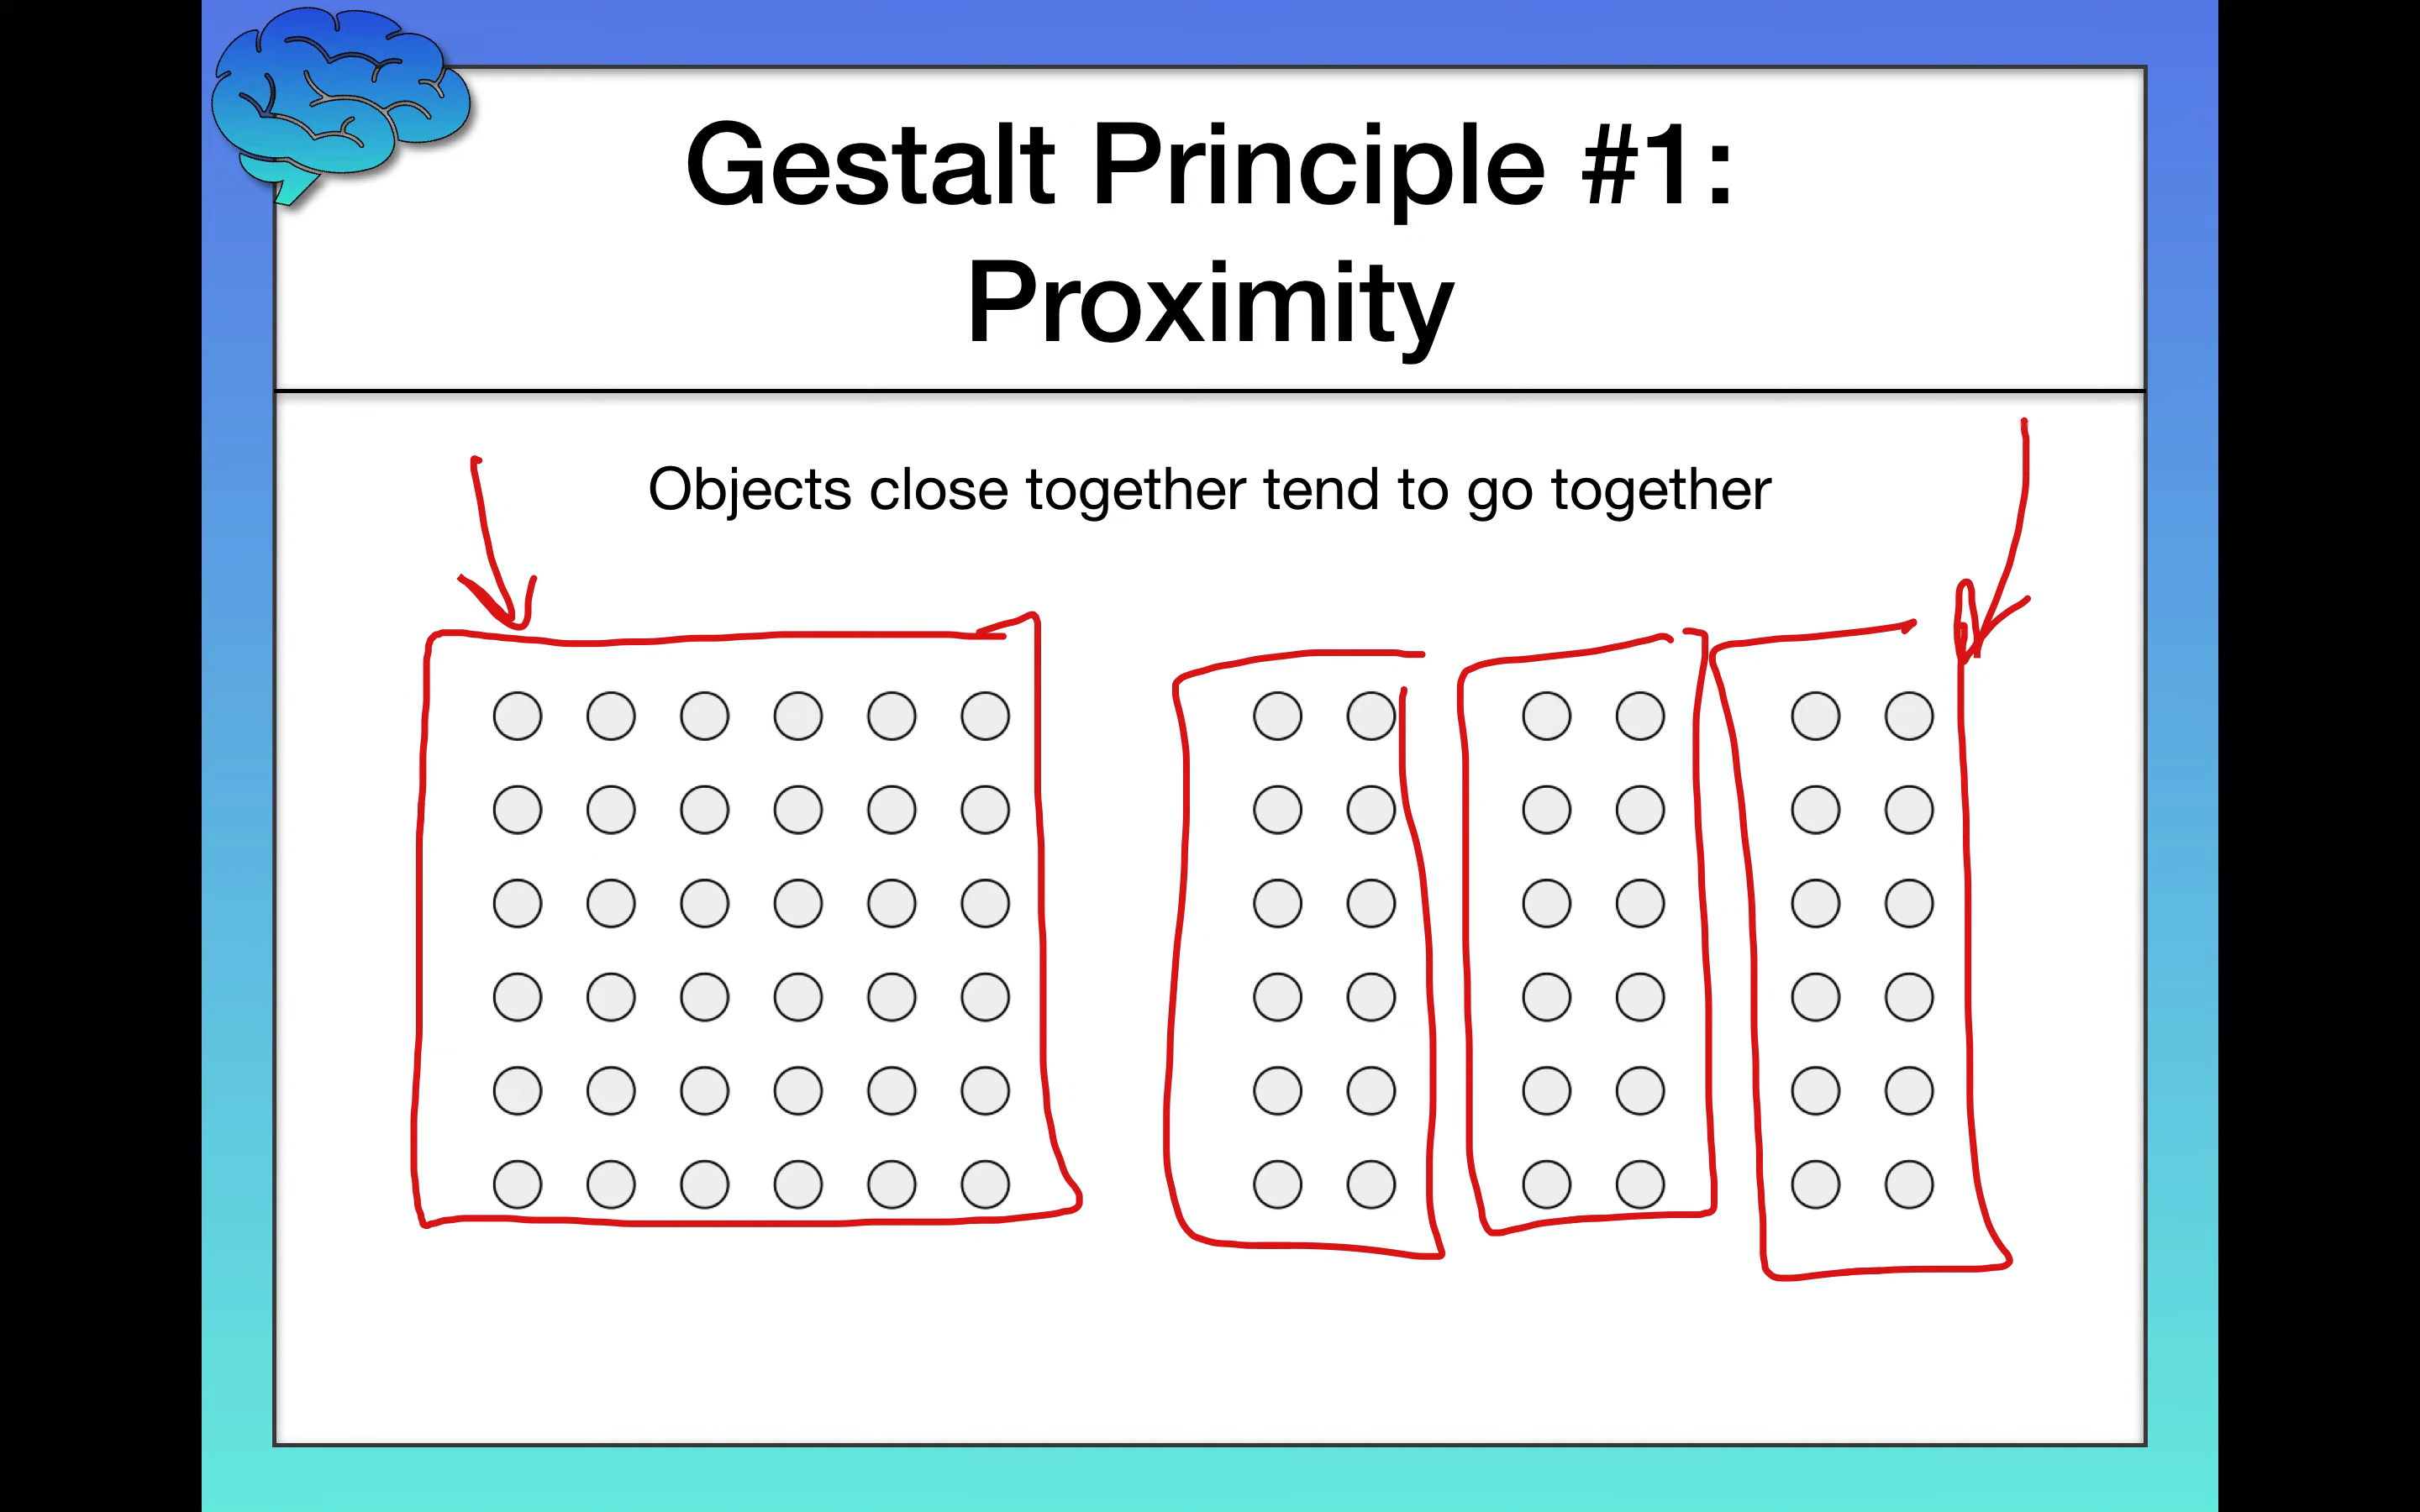 Gestalt Principle #1:
Proximity
Objects close together tend to go together